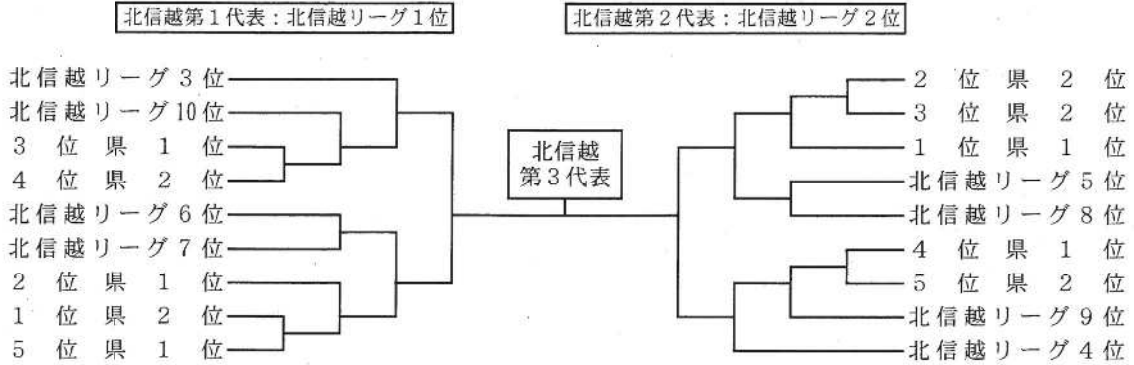 北信越第1代表：北信越リーグ1位
北信越第2代表：北信越リーグ2位
北信越リーグ3位
北信越リーグ10位
3位県1位
4位県2位
北信越リーグ6位
北信越リーグ7位
2位県1位
1位県2位
5位県1位
北信越
第3代表
2位県2位
3位県2位
1位県1位
北信越リーグ5位
北信越リーグ8位
4位県1位
5位県2位
北信越リーグ9位
北信越リーグ4位